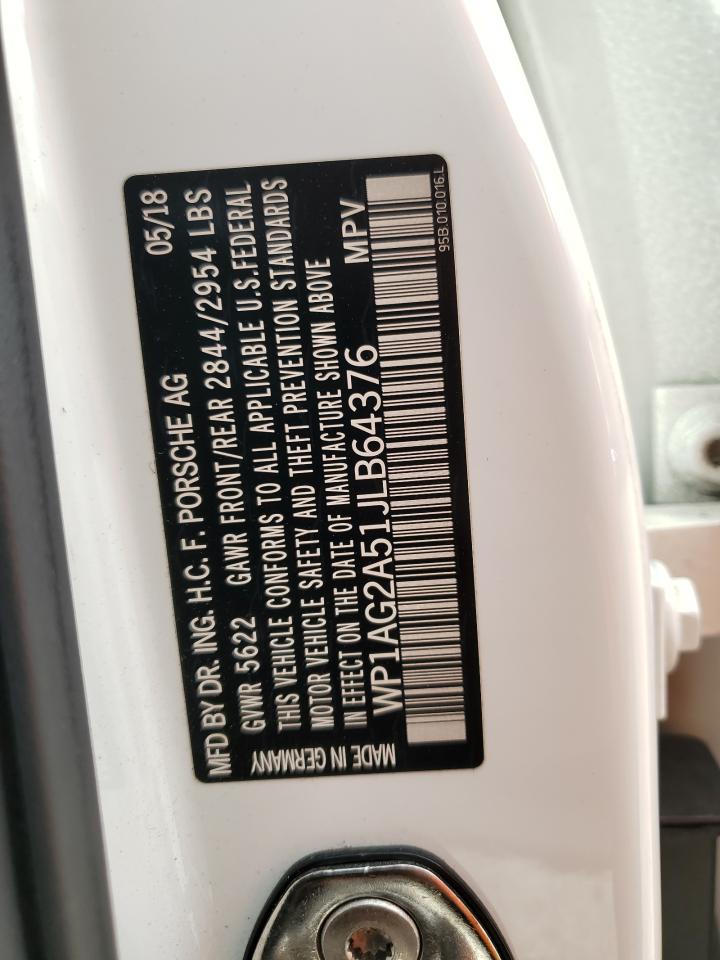 MFD BY DR. ING. H.C. F. PORSCHE AG 05/18
GVWR 5622 GAWR FRONT/REAR 2844/2954 LBS
THIS VEHICLE CONFORMS TO ALL APPLICABLE U.S.FEDERAL
MOTOR VEHICLE SAFETY AND THEFT PREVENTION STANDARDS
IN EFFECT ON THE DATE OF MANUFACTURE SHOWN ABOVE
WP1AG2A51JLB64376 MPV
MADE IN GERMANY
95B.010.016.L